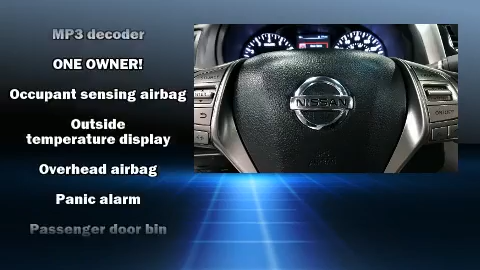 MP3 decoder
ONE OWNER!
Occupant sensing airbag
Outside
temperature display
Overhead airbag
Panic alarm
Passenger door bin
NISSAN